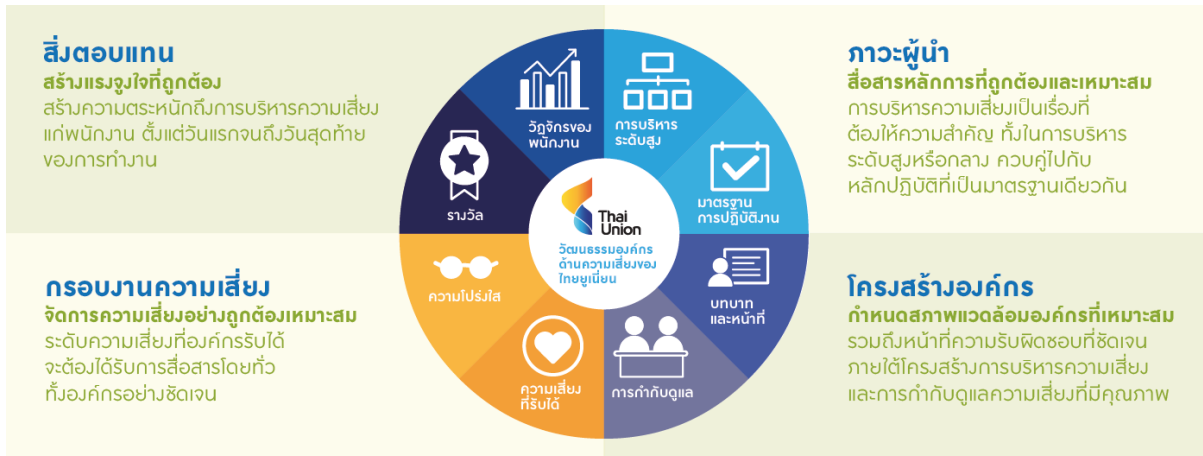 สิ่งตอบแทน
สร้างแรงจูงใจที่ถูกต้อง
สร้างความตระหนักถึงการบริหารความเสี่ยง
แก่พนักงาน ตั้งแต่วันแรกจนถึงวันสุดท้าย
ของการทำงาน
ภาวะผู้นำ
สื่อสารหลักการที่ถูกต้องและเหมาะสม
การบริหารความเสี่ยงเป็นเรื่องที่
ต้องให้ความสำคัญ ทั้งในการบริหาร
ระดับสูงหรือกลาง ควบคู่ไปกับ
หลักปฏิบัติที่เป็นมาตรฐานเดียวกัน
วัฏจักรของ
พนักงาน
การบริหาร
ระดับสูง
รางวัล
มาตรฐาน
การปฏิบัติงาน
Thai
Union
วัฒนธรรมองค์กร
ด้านความเสี่ยงของ
ไทยยูเนี่ยน
ความโปร่งใส
บทบาท
และหน้าที่
ความเสี่ยง
ที่รับได้
การกำกับดูแล
กรอบงานความเสี่ยง
จัดการความเสี่ยงอย่างถูกต้องเหมาะสม
ระดับความเสี่ยงที่องค์กรรับได้
จะต้องได้รับการสื่อสารโดยทั่ว
ทั้งองค์กรอย่างชัดเจน
โครงสร้างองค์กร
กำหนดสภาพแวดล้อมองค์กรที่เหมาะสม
รวมถึงหน้าที่ความรับผิดชอบที่ชัดเจน
ภายใต้โครงสร้างการบริหารความเสี่ยง
และการกำกับดูแลความเสี่ยงที่มีคุณภาพ